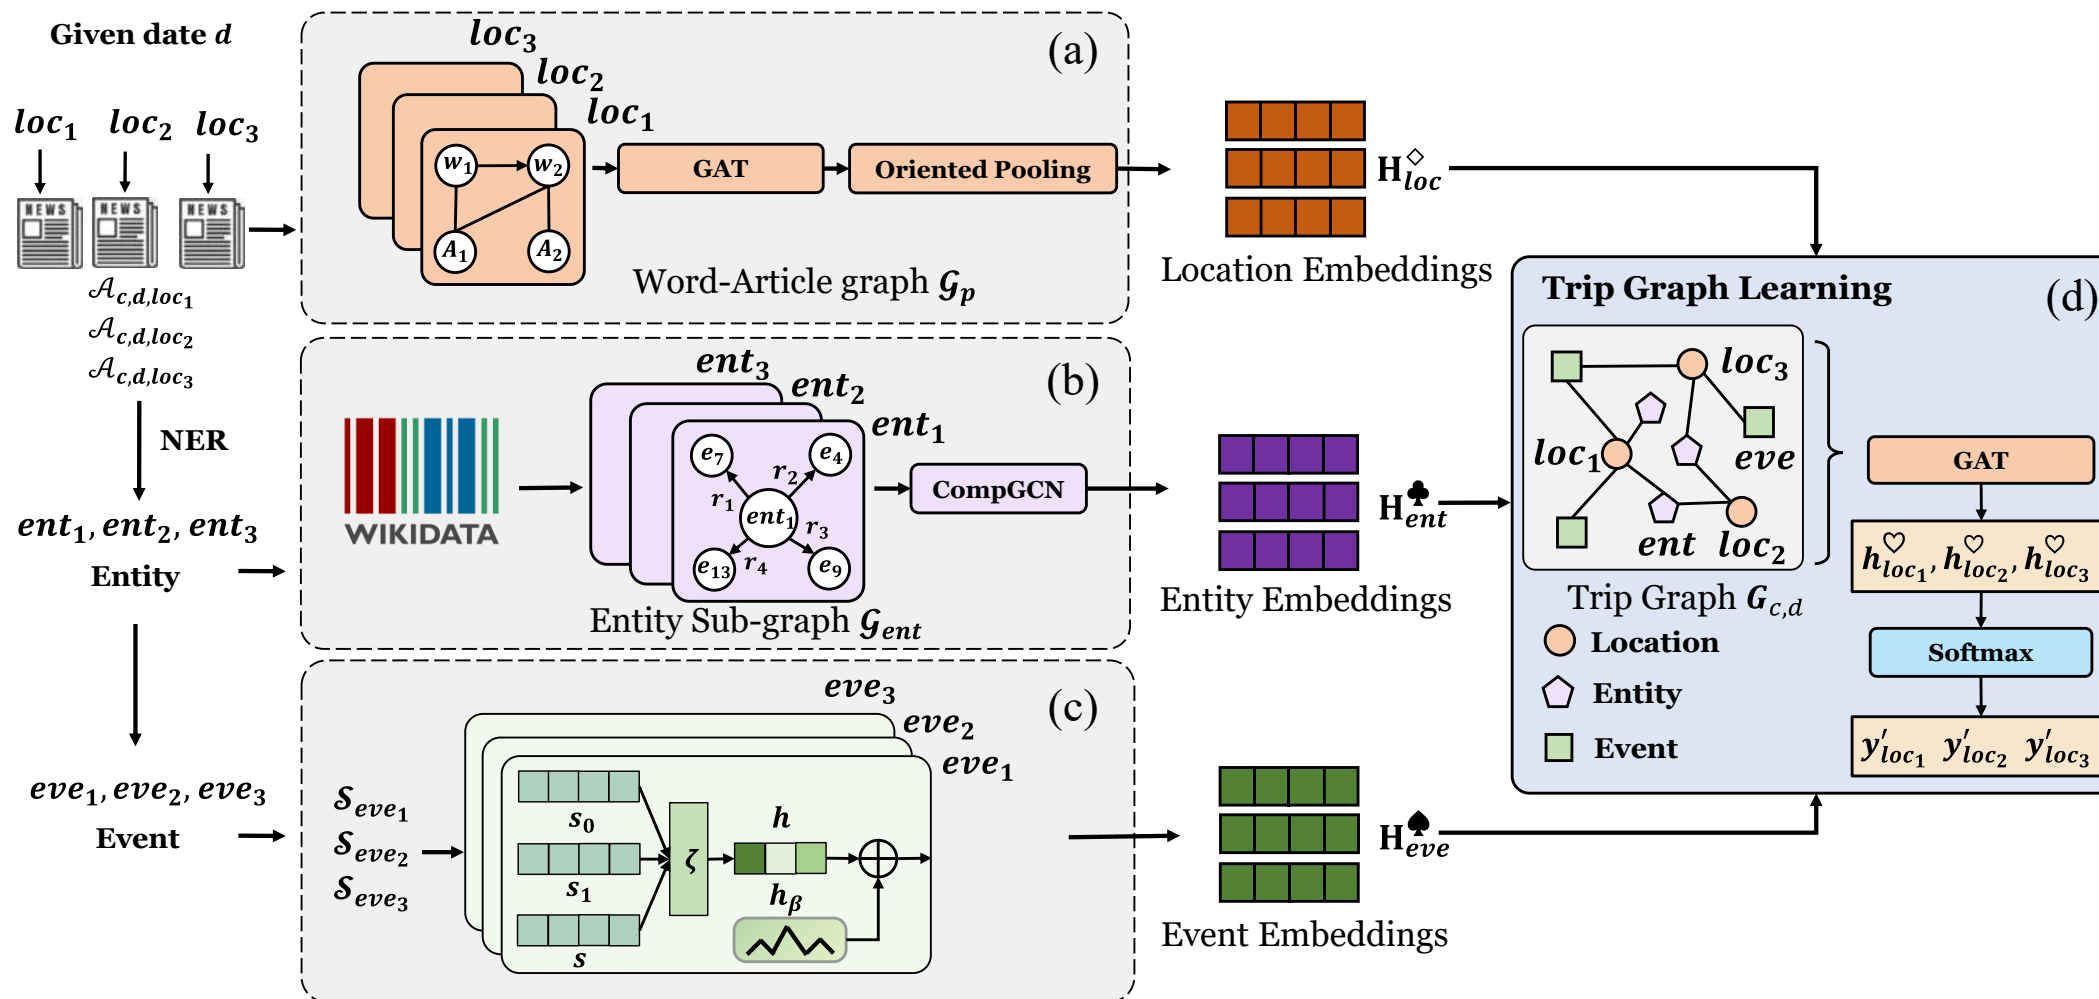 Given date d
loc₁ loc₂ loc₃
NEWS NEWS NEWS
𝒜c,d,loc₁
𝒜c,d,loc₂
𝒜c,d,loc₃
NER
ent₁, ent₂, ent₃
Entity
eve₁, eve₂, eve₃
Event
(a)
loc₃
loc₂
loc₁
w₁ w₂
A₁ A₂
GAT
Oriented Pooling
Word-Article graph 𝓖p
(b)
WIKIDATA
ent₃
ent₂
ent₁
e₇ e₄
r₁ r₂
ent₁
r₃
r₄
e₁₃ e₉
CompGCN
Entity Sub-graph 𝓖ent
(c)
eve₃
eve₂
eve₁
𝓢eve₁
𝓢eve₂
𝓢eve₃
s₀
s₁
s
ζ
h
hβ
H◇loc
Location Embeddings
H♣ent
Entity Embeddings
H♠eve
Event Embeddings
Trip Graph Learning
(d)
loc₃
loc₁
eve
ent loc₂
Trip Graph Gc,d
Location
Entity
Event
GAT
h♡loc₁, h♡loc₂, h♡loc₃
Softmax
y′loc₁ y′loc₂ y′loc₃